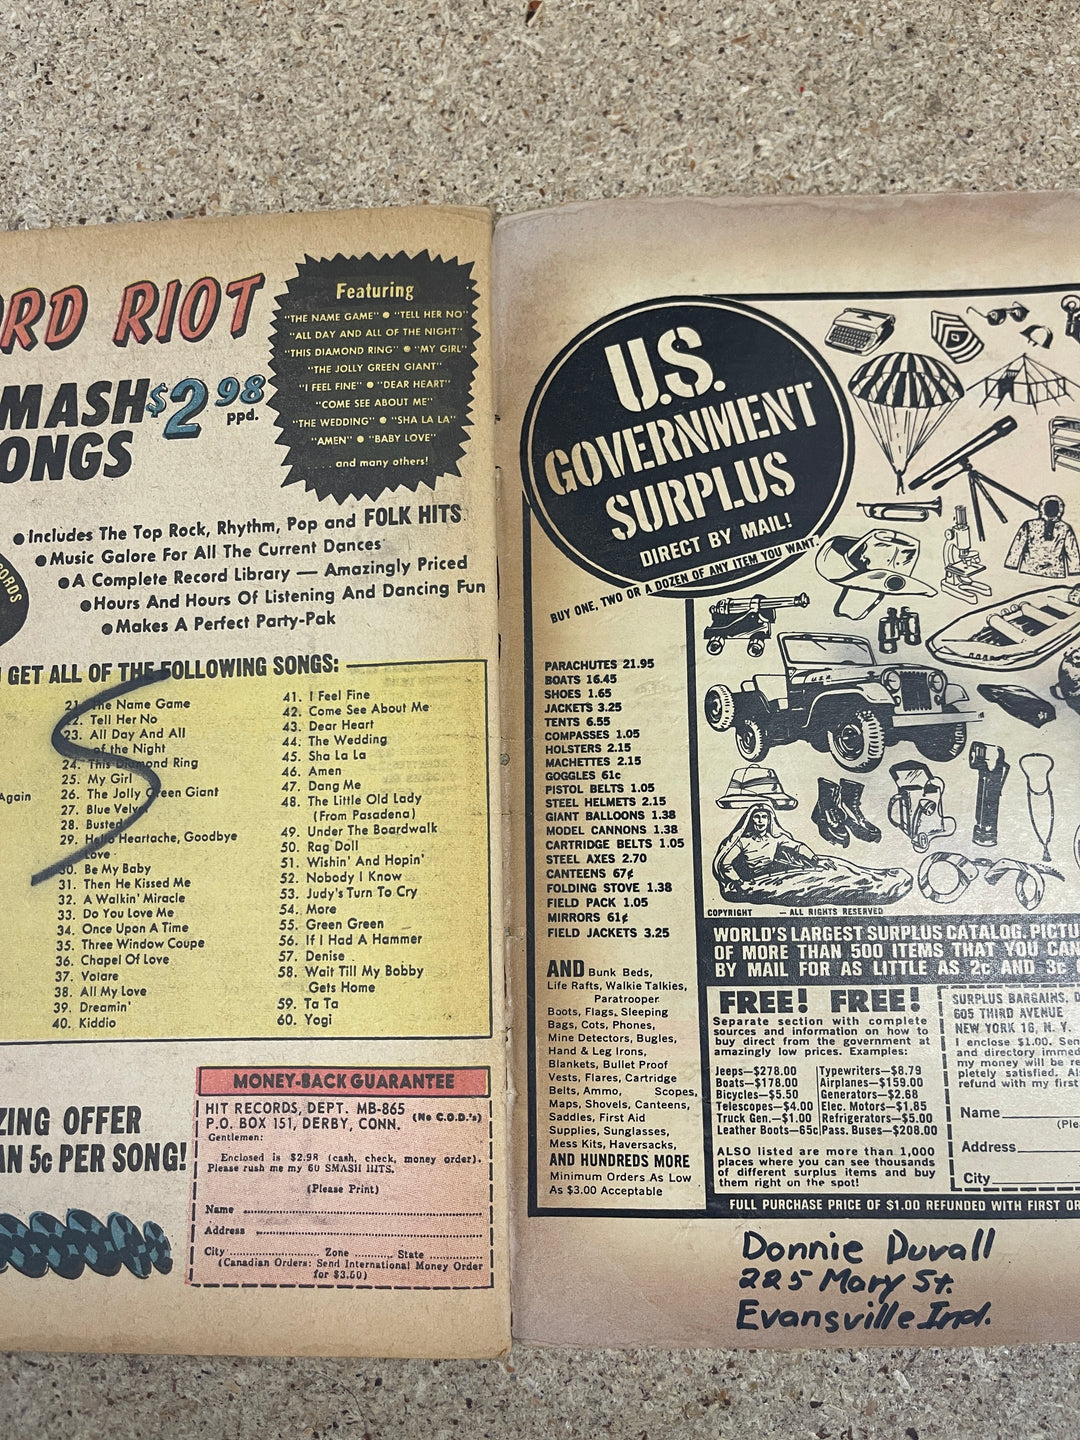 RD RIOT
MASH $2.98
ppd.
ONGS
Featuring
"THE NAME GAME" ● "TELL HER NO"
"ALL DAY AND ALL OF THE NIGHT"
"THIS DIAMOND RING" ● "MY GIRL"
"THE JOLLY GREEN GIANT"
"I FEEL FINE" ● "DEAR HEART"
"COME SEE ABOUT ME"
"THE WEDDING" ● "SHA LA LA"
"AMEN" ● "BABY LOVE"
. . . and many others!
● Includes The Top Rock, Rhythm, Pop and FOLK HITS
● Music Galore For All The Current Dances
● A Complete Record Library — Amazingly Priced
● Hours And Hours Of Listening And Dancing Fun
● Makes A Perfect Party-Pak
GET ALL OF THE FOLLOWING SONGS:
Again
21. The Name Game
22. Tell Her No
23. All Day And All
of the Night
24. This Diamond Ring
25. My Girl
26. The Jolly Green Giant
27. Blue Velvet
28. Busted
29. Hello Heartache, Goodbye
Love
30. Be My Baby
31. Then He Kissed Me
32. A Walkin' Miracle
33. Do You Love Me
34. Once Upon A Time
35. Three Window Coupe
36. Chapel Of Love
37. Volare
38. All My Love
39. Dreamin'
40. Kiddio
41. I Feel Fine
42. Come See About Me
43. Dear Heart
44. The Wedding
45. Sha La La
46. Amen
47. Dang Me
48. The Little Old Lady
(From Pasadena)
49. Under The Boardwalk
50. Rag Doll
51. Wishin' And Hopin'
52. Nobody I Know
53. Judy's Turn To Cry
54. More
55. Green Green
56. If I Had A Hammer
57. Denise
58. Wait Till My Bobby
Gets Home
59. Ta Ta
60. Yogi
ZING OFFER
AN 5c PER SONG!
MONEY-BACK GUARANTEE
HIT RECORDS, DEPT. MB-865 (No C.O.D.'s)
P.O. BOX 151, DERBY, CONN.
Gentlemen:
Enclosed is $2.98 (cash, check, money order).
Please rush me my 60 SMASH HITS.
(Please Print)
Name
Address
City Zone State
(Canadian Orders: Send International Money Order
for $3.50)
U.S.
GOVERNMENT
SURPLUS
DIRECT BY MAIL!
BUY ONE, TWO OR A DOZEN OF ANY ITEM YOU WANT.
PARACHUTES 21.95
BOATS 16.45
SHOES 1.65
JACKETS 3.25
TENTS 6.55
COMPASSES 1.05
HOLSTERS 2.15
MACHETTES 2.15
GOGGLES 61c
PISTOL BELTS 1.05
STEEL HELMETS 2.15
GIANT BALLOONS 1.38
MODEL CANNONS 1.38
CARTRIDGE BELTS 1.05
STEEL AXES 2.70
CANTEENS 67¢
FOLDING STOVE 1.38
FIELD PACK 1.05
MIRRORS 61¢
FIELD JACKETS 3.25
AND Bunk Beds,
Life Rafts, Walkie Talkies,
Paratrooper
Boots, Flags, Sleeping
Bags, Cots, Phones,
Mine Detectors, Bugles,
Hand & Leg Irons,
Blankets, Bullet Proof
Vests, Flares, Cartridge
Belts, Ammo, Scopes,
Maps, Shovels, Canteens,
Saddles, First Aid
Supplies, Sunglasses,
Mess Kits, Haversacks,
AND HUNDREDS MORE
Minimum Orders As Low
As $3.00 Acceptable
COPYRIGHT — ALL RIGHTS RESERVED
WORLD'S LARGEST SURPLUS CATALOG. PICTU
OF MORE THAN 500 ITEMS THAT YOU CAN
BY MAIL FOR AS LITTLE AS 2c AND 3c
FREE! FREE!
Separate section with complete
sources and information on how to
buy direct from the government at
amazingly low prices. Examples:
Jeeps—$278.00
Boats—$178.00
Bicycles—$5.50
Telescopes—$4.00
Truck Gen.—$1.00
Leather Boots—65c
Typewriters—$8.79
Airplanes—$159.00
Generators—$2.68
Elec. Motors—$1.85
Refrigerators—$5.00
Pass. Buses—$208.00
ALSO listed are more than 1,000
places where you can see thousands
of different surplus items and buy
them right on the spot!
SURPLUS BARGAINS, D
605 THIRD AVENUE
NEW YORK 16, N. Y.
I enclose $1.00. Sen
and directory immed
my money will be re
pletely satisfied. Al
refund with my first
Name
(Plea
Address
City
FULL PURCHASE PRICE OF $1.00 REFUNDED WITH FIRST OR
Donnie Duvall
225 Mary St.
Evansville Ind.